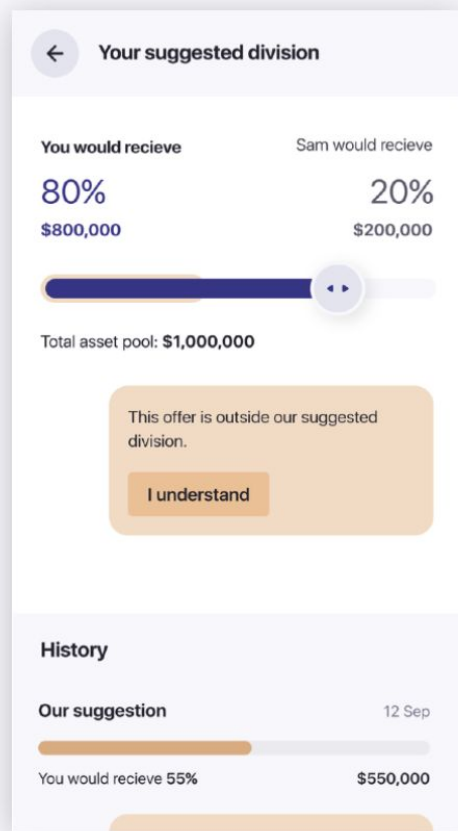 Your suggested division
You would recieve
Sam would recieve
80%
20%
$800,000
$200,000
Total asset pool: $1,000,000
This offer is outside our suggested
division.
I understand
History
Our suggestion
12 Sep
You would recieve 55%
$550,000